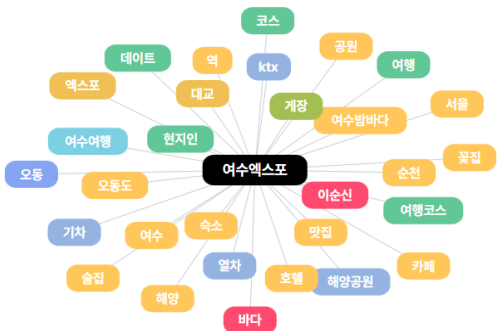 코스
공원
데이트
역
여행
ktx
엑스포
대교
게장
서울
여수밤바다
현지인
여수여행
꽃집
여수엑스포
오동
순천
오동도
이순신
여행코스
숙소
기차
여수
맛집
열차
카페
술집
호텔
해양공원
해양
바다